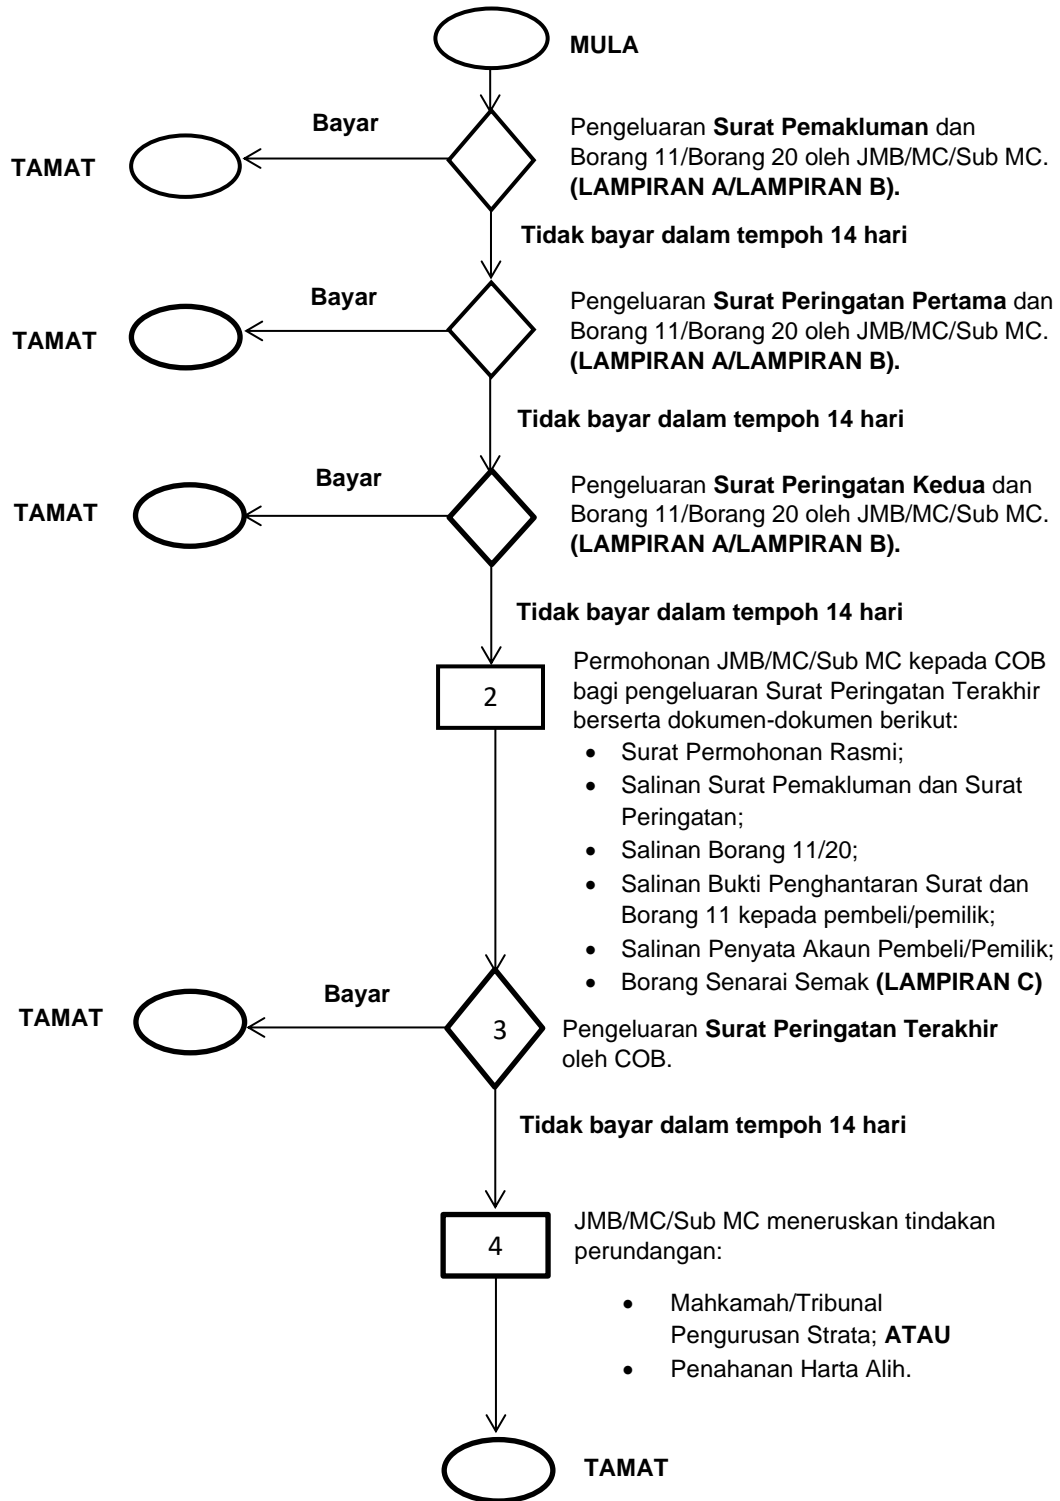 MULA
Bayar
TAMAT
Pengeluaran Surat Pemakluman dan
Borang 11/Borang 20 oleh JMB/MC/Sub MC.
(LAMPIRAN A/LAMPIRAN B).
Tidak bayar dalam tempoh 14 hari
Bayar
TAMAT
Pengeluaran Surat Peringatan Pertama dan
Borang 11/Borang 20 oleh JMB/MC/Sub MC.
(LAMPIRAN A/LAMPIRAN B).
Tidak bayar dalam tempoh 14 hari
Bayar
TAMAT
Pengeluaran Surat Peringatan Kedua dan
Borang 11/Borang 20 oleh JMB/MC/Sub MC.
(LAMPIRAN A/LAMPIRAN B).
Tidak bayar dalam tempoh 14 hari
2
Permohonan JMB/MC/Sub MC kepada COB
bagi pengeluaran Surat Peringatan Terakhir
berserta dokumen-dokumen berikut:
• Surat Permohonan Rasmi;
• Salinan Surat Pemakluman dan Surat
Peringatan;
• Salinan Borang 11/20;
• Salinan Bukti Penghantaran Surat dan
Borang 11 kepada pembeli/pemilik;
• Salinan Penyata Akaun Pembeli/Pemilik;
• Borang Senarai Semak (LAMPIRAN C)
Bayar
TAMAT
3
Pengeluaran Surat Peringatan Terakhir
oleh COB.
Tidak bayar dalam tempoh 14 hari
4
JMB/MC/Sub MC meneruskan tindakan
perundangan:
• Mahkamah/Tribunal
Pengurusan Strata; ATAU
• Penahanan Harta Alih.
TAMAT